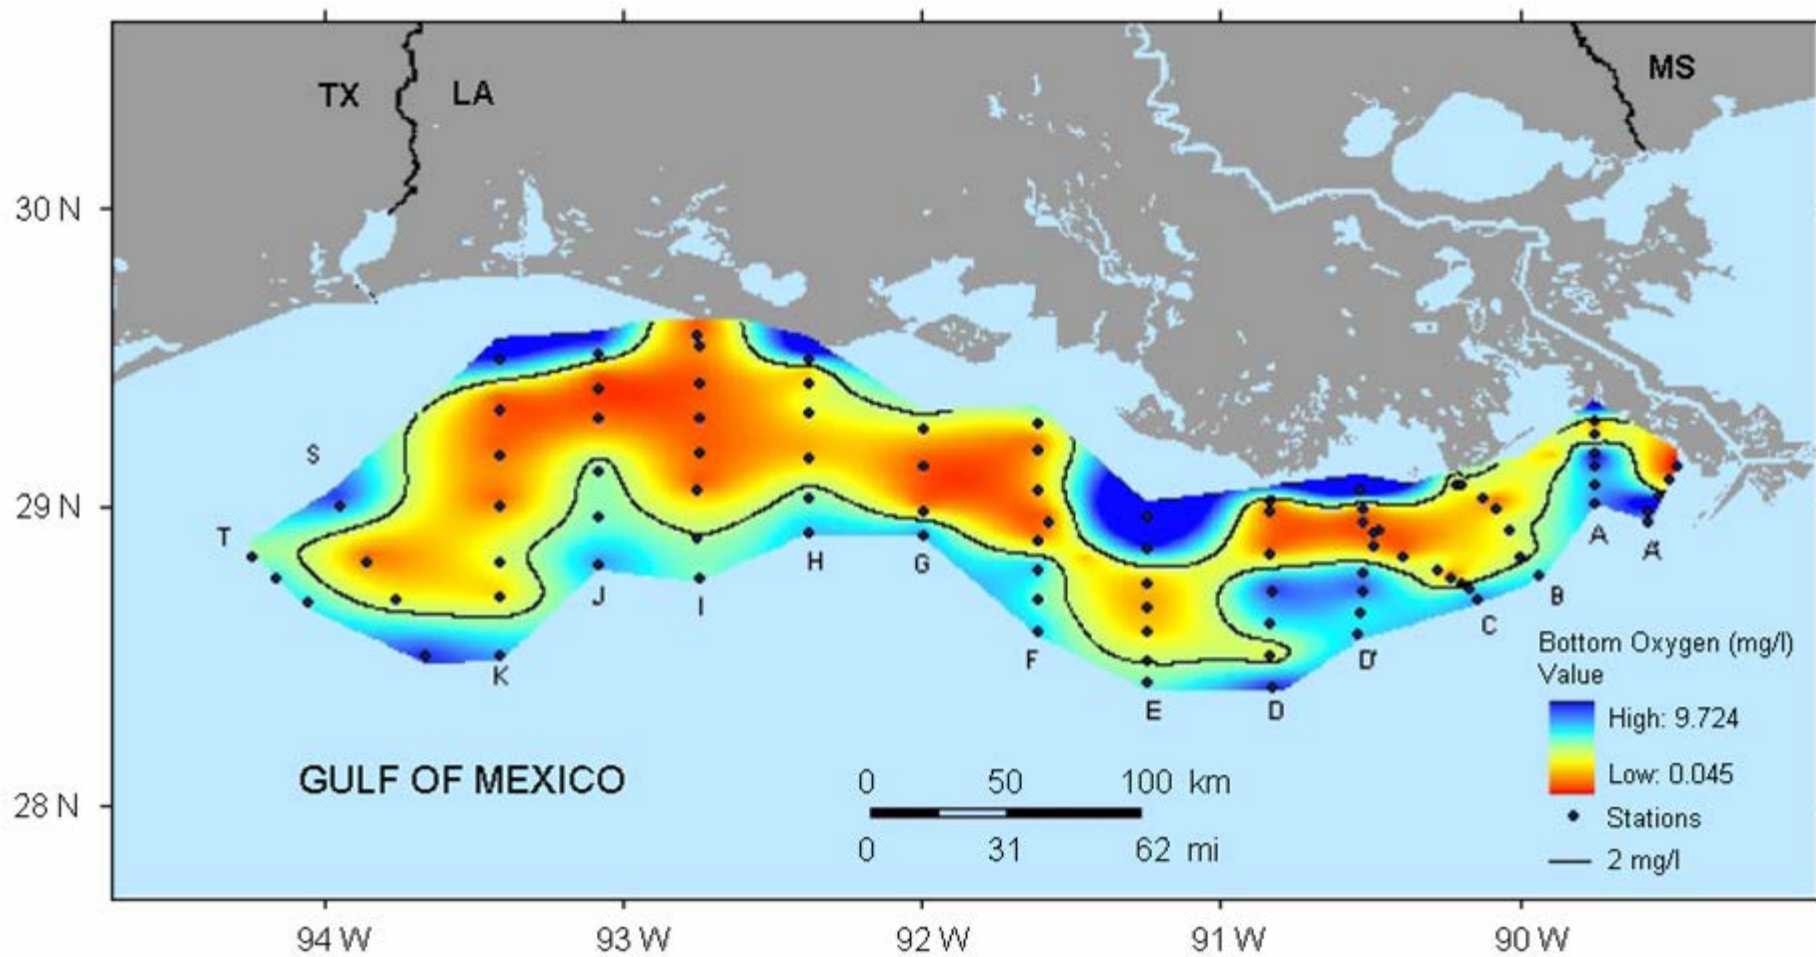 TX
LA
MS
30 N
29 N
28 N
S
T
K
J
I
H
G
F
E
D
D'
C
B
A
A'
GULF OF MEXICO
0 50 100 km
0 31 62 mi
Bottom Oxygen (mg/l)
Value
High: 9.724
Low: 0.045
Stations
2 mg/l
94 W 93 W 92 W 91 W 90 W